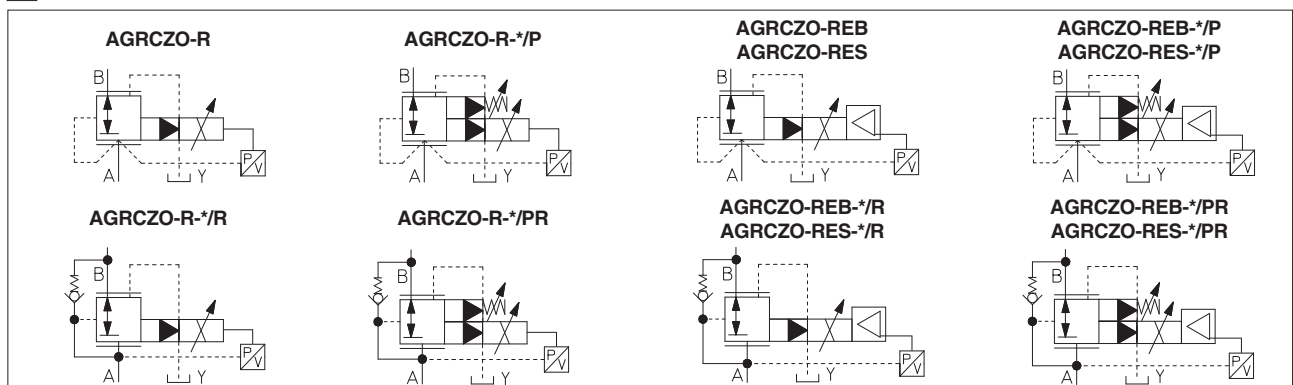 AGRCZO-R
AGRCZO-R-*/P
AGRCZO-REB
AGRCZO-RES
AGRCZO-REB-*/P
AGRCZO-RES-*/P
B
A
Y
P/V
B
A
Y
P/V
B
A
Y
P/V
B
A
Y
P/V
AGRCZO-R-*/R
AGRCZO-R-*/PR
AGRCZO-REB-*/R
AGRCZO-RES-*/R
AGRCZO-REB-*/PR
AGRCZO-RES-*/PR
B
A
Y
P/V
B
A
Y
P/V
B
A
Y
P/V
B
A
Y
P/V